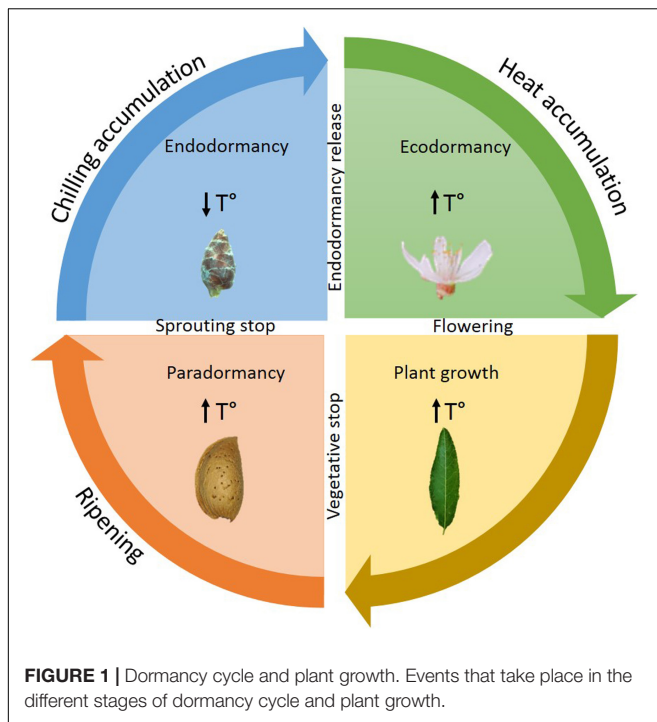 Chilling accumulation
Heat accumulation
Endodormancy
↓ T°
Endodormancy release
Ecodormancy
↑ T°
Sprouting stop
Flowering
Paradormancy
↑ T°
Vegetative stop
Plant growth
↑ T°
Ripening
FIGURE 1 | Dormancy cycle and plant growth. Events that take place in the
different stages of dormancy cycle and plant growth.